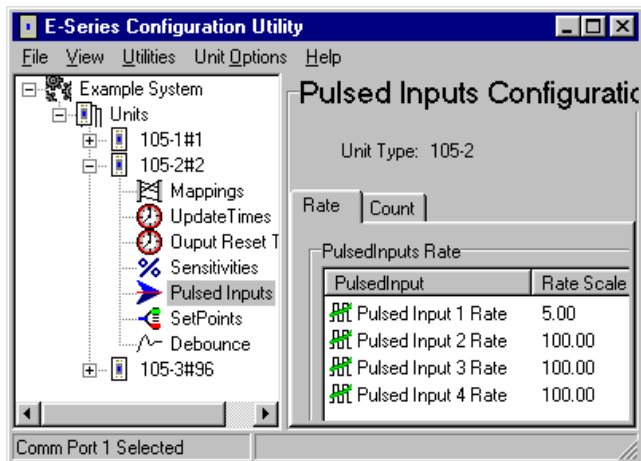 E-Series Configuration Utility
File View Utilities Unit Options Help
Example System
Units
105-1#1
105-2#2
Mappings
UpdateTimes
Ouput Reset T
Sensitivities
Pulsed Inputs
SetPoints
Debounce
105-3#96
Pulsed Inputs Configuratic
Unit Type: 105-2
Rate Count
PulsedInputs Rate
PulsedInput Rate Scale
Pulsed Input 1 Rate 5.00
Pulsed Input 2 Rate 100.00
Pulsed Input 3 Rate 100.00
Pulsed Input 4 Rate 100.00
Comm Port 1 Selected